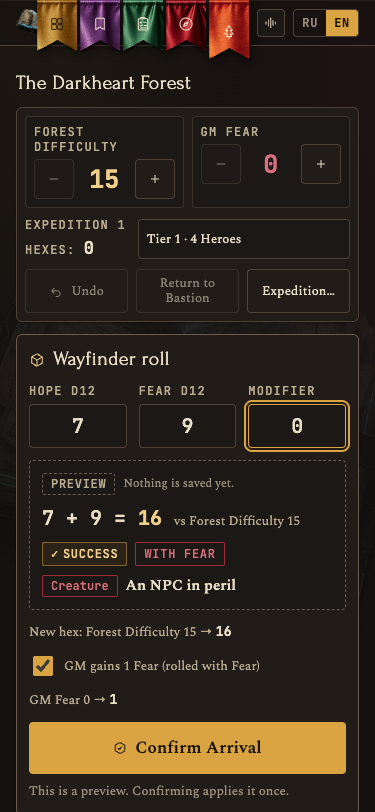 RU EN
The Darkheart Forest
FOREST
DIFFICULTY
− 15 +
GM FEAR
− 0 +
EXPEDITION 1
HEXES: 0
Tier 1 · 4 Heroes
Undo
Return to
Bastion
Expedition…
Wayfinder roll
HOPE D12 FEAR D12 MODIFIER
7 9 0
PREVIEW Nothing is saved yet.
7 + 9 = 16 vs Forest Difficulty 15
✓ SUCCESS WITH FEAR
Creature An NPC in peril
New hex: Forest Difficulty 15 → 16
GM gains 1 Fear (rolled with Fear)
GM Fear 0 → 1
Confirm Arrival
This is a preview. Confirming applies it once.